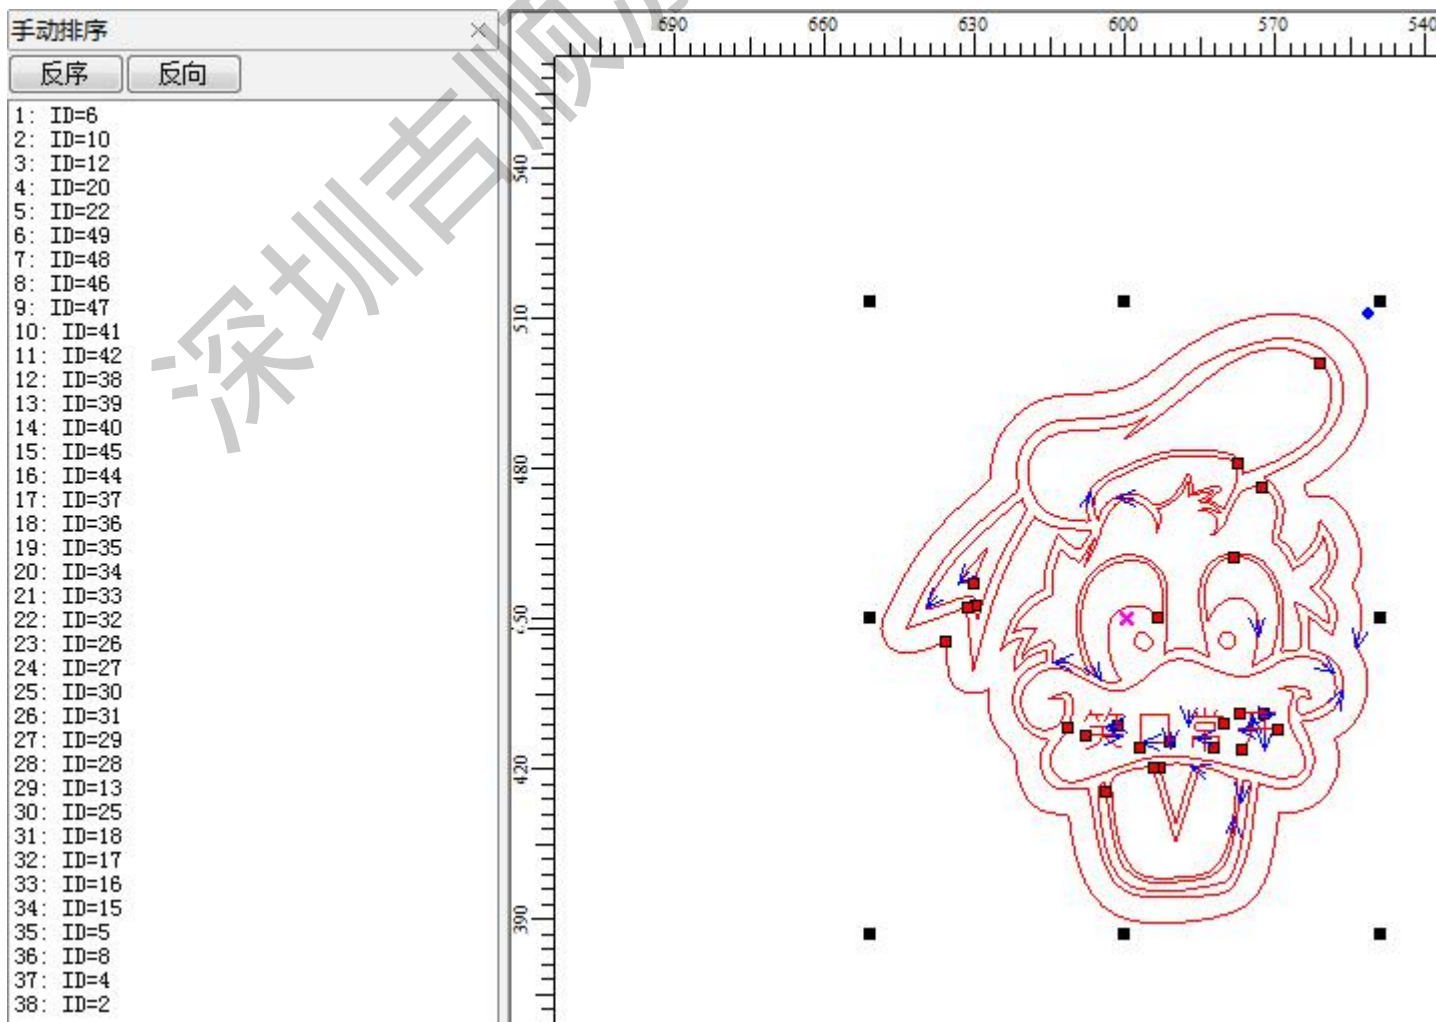 手动排序
反序 反向
1: ID=6
2: ID=10
3: ID=12
4: ID=20
5: ID=22
6: ID=49
7: ID=48
8: ID=46
9: ID=47
10: ID=41
11: ID=42
12: ID=38
13: ID=39
14: ID=40
15: ID=45
16: ID=44
17: ID=37
18: ID=36
19: ID=35
20: ID=34
21: ID=33
22: ID=32
23: ID=26
24: ID=27
25: ID=30
26: ID=31
27: ID=29
28: ID=28
29: ID=13
30: ID=25
31: ID=18
32: ID=17
33: ID=16
34: ID=15
35: ID=5
36: ID=8
37: ID=4
38: ID=2
690 660 630 600 570 540
540
510
480
450
420
390
深圳吉顺
笑口常